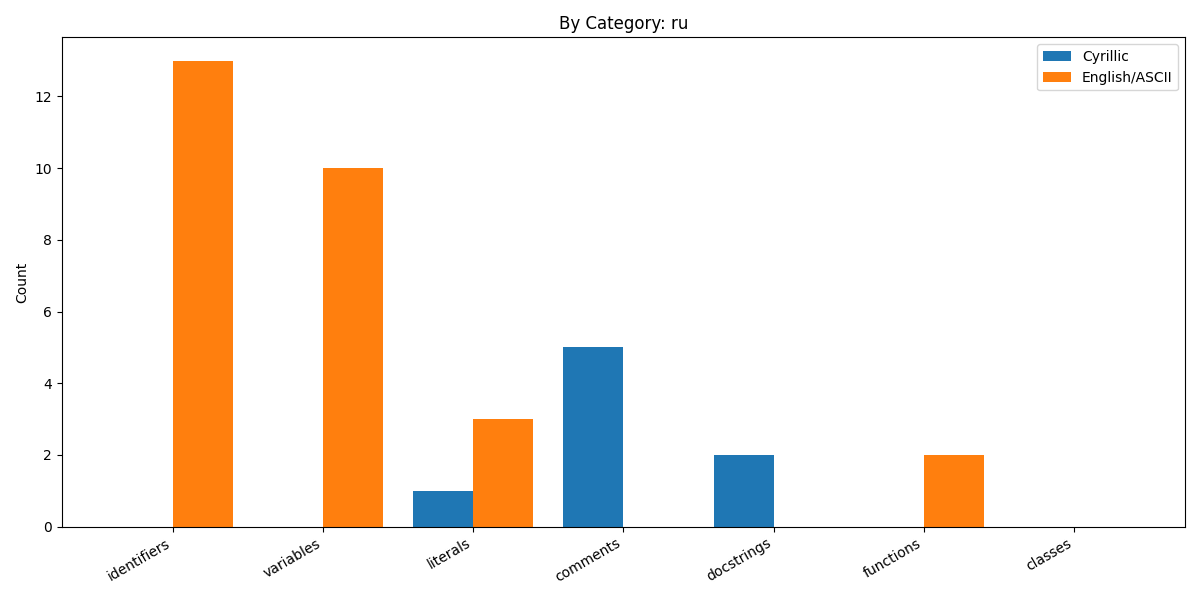 By Category: ru
Cyrillic
English/ASCII
Count
12
10
8
6
4
2
0
identifiers
variables
literals
comments
docstrings
functions
classes